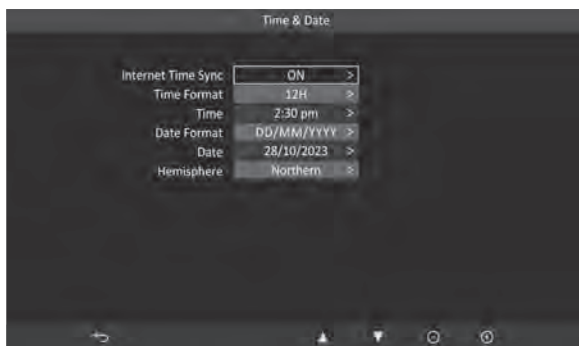 Time & Date
Internet Time Sync ON >
Time Format 12H >
Time 2:30 pm >
Date Format DD/MM/YYYY >
Date 28/10/2023 >
Hemisphere Northern >